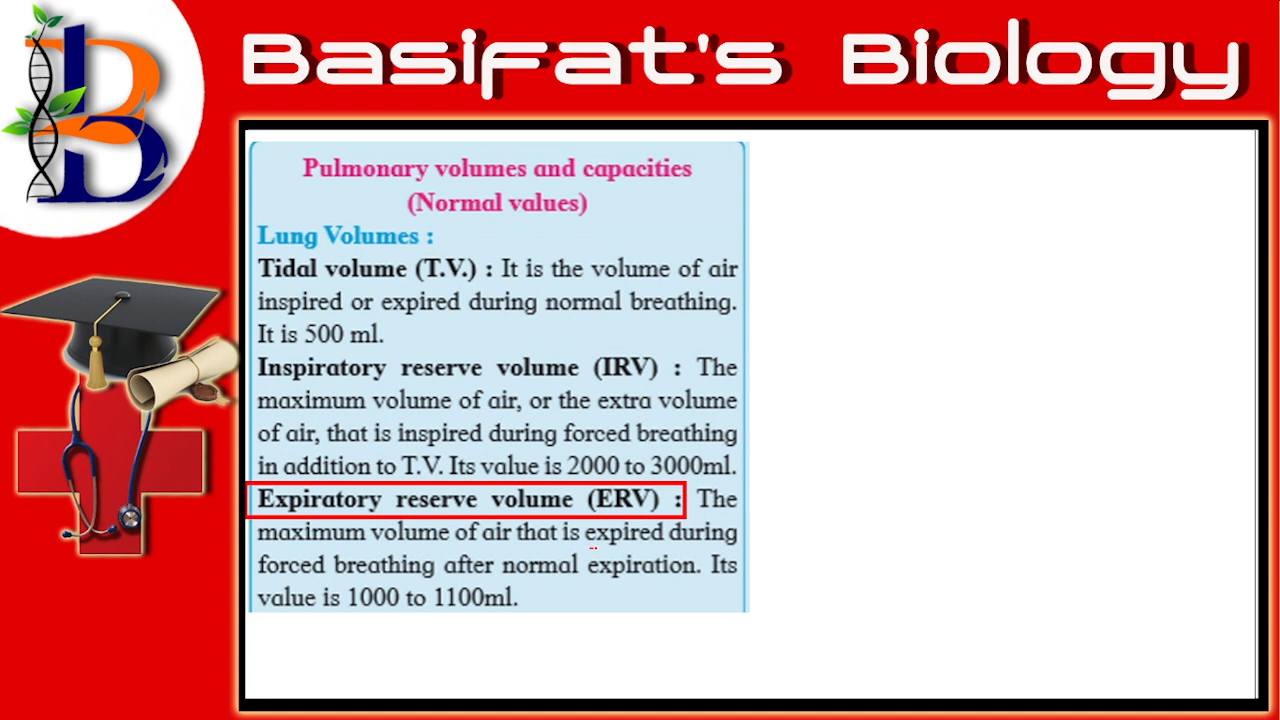 Basifat's Biology
Pulmonary volumes and capacities
(Normal values)
Lung Volumes :
Tidal volume (T.V.) : It is the volume of air
inspired or expired during normal breathing.
It is 500 ml.
Inspiratory reserve volume (IRV) : The
maximum volume of air, or the extra volume
of air, that is inspired during forced breathing
in addition to T.V. Its value is 2000 to 3000ml.
Expiratory reserve volume (ERV) : The
maximum volume of air that is expired during
forced breathing after normal expiration. Its
value is 1000 to 1100ml.